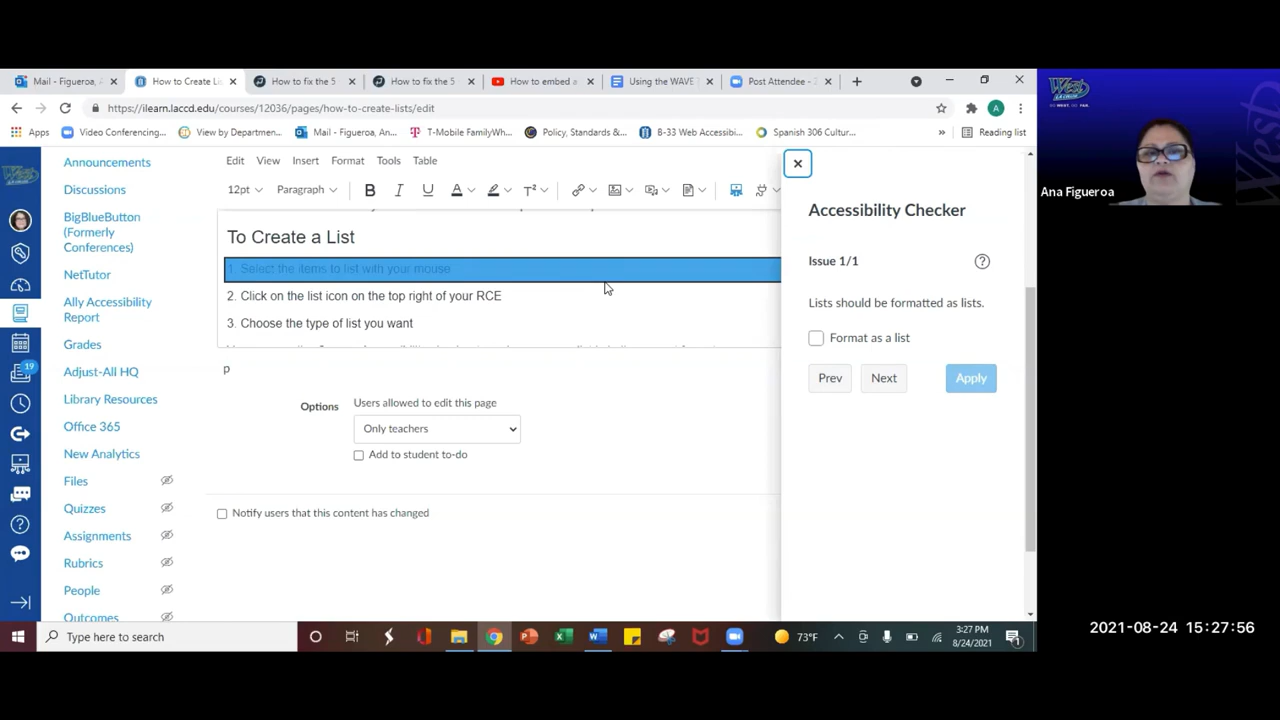 Mail - Figueroa, A
How to Create Lis
How to fix the 5
How to fix the 5
How to embed a
Using the WAVE
Post Attendee - Z
https://ilearn.laccd.edu/courses/12036/pages/how-to-create-lists/edit
A
Apps
Video Conferencing...
View by Departmen...
Mail - Figueroa, An...
T-Mobile FamilyWh...
Policy, Standards &...
B-33 Web Accessibi...
Spanish 306 Cultur...
»
Reading list
West
Ana Figueroa
Announcements
Discussions
BigBlueButton
(Formerly
Conferences)
NetTutor
Ally Accessibility
Report
Grades
19
Adjust-All HQ
Library Resources
Office 365
New Analytics
Files
Quizzes
Assignments
Rubrics
People
Outcomes
Edit View Insert Format Tools Table
12pt Paragraph B I U A T²
To Create a List
1. Select the items to list with your mouse
2. Click on the list icon on the top right of your RCE
3. Choose the type of list you want
p
Options
Users allowed to edit this page
Only teachers
Add to student to-do
Notify users that this content has changed
Accessibility Checker
Issue 1/1
Lists should be formatted as lists.
Format as a list
Prev Next Apply
Type here to search
73°F
3:27 PM
8/24/2021
2021-08-24 15:27:56